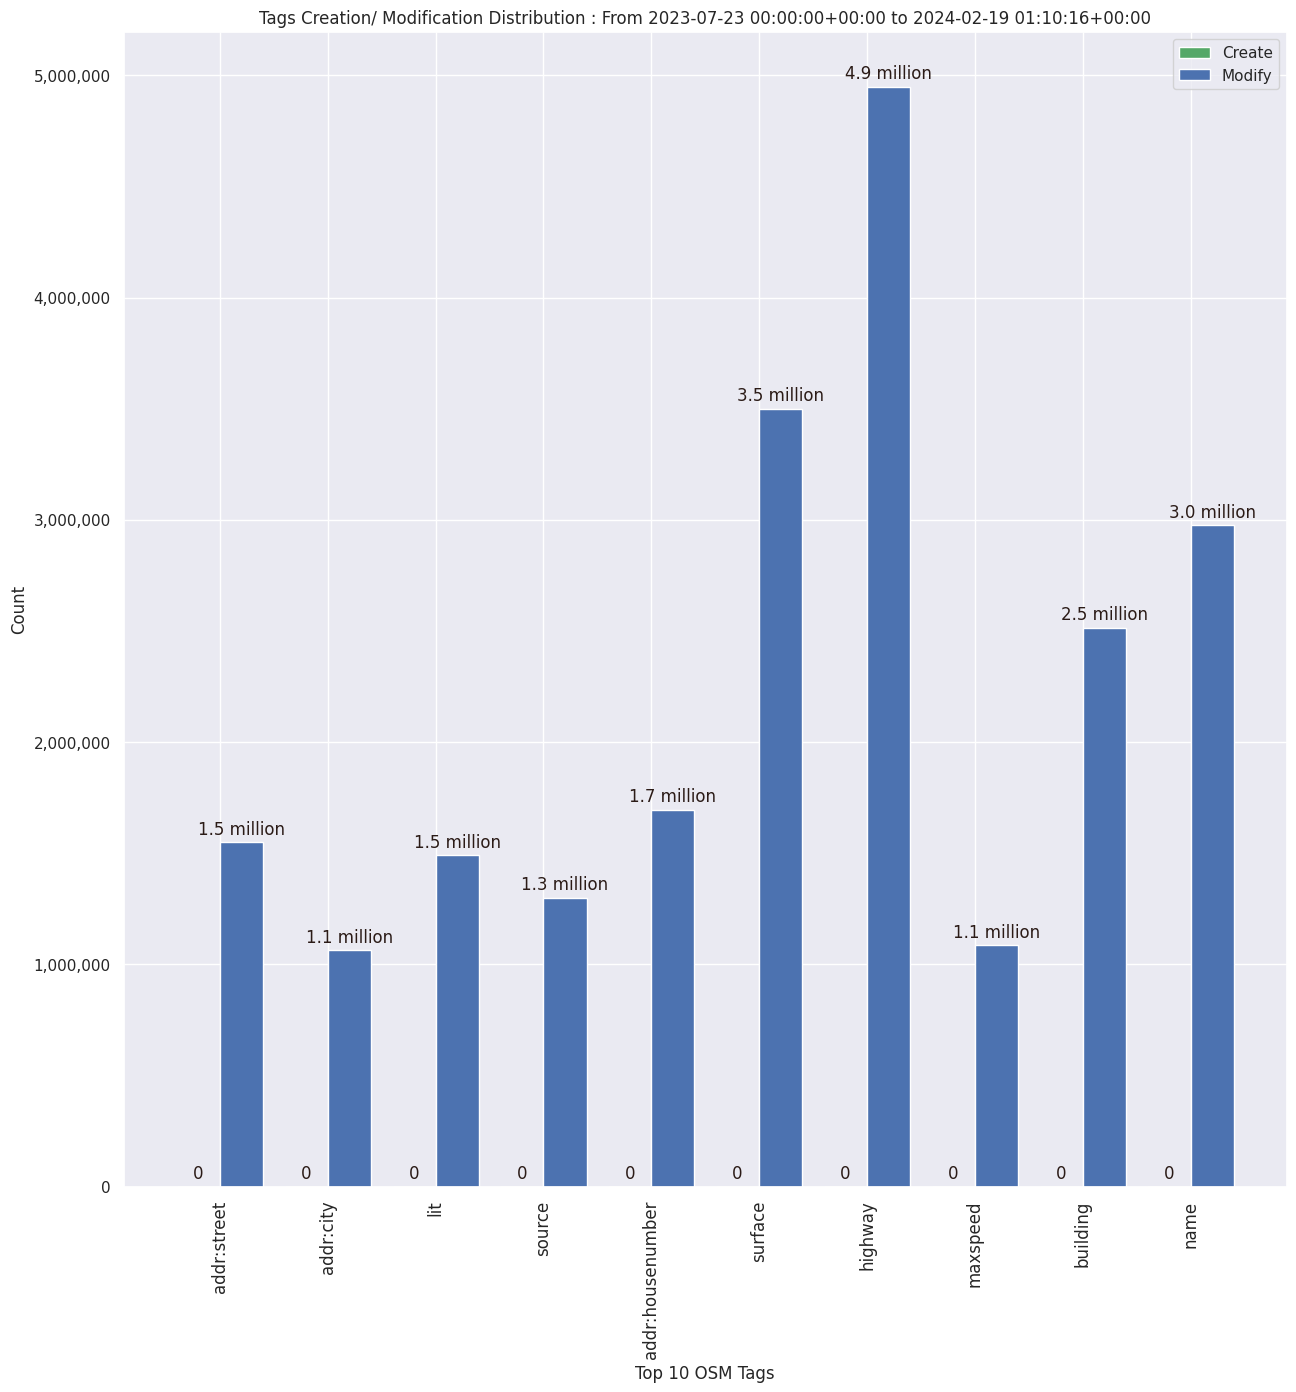 Tags Creation/ Modification Distribution : From 2023-07-23 00:00:00+00:00 to 2024-02-19 01:10:16+00:00
Create
Modify
5,000,000
4,000,000
3,000,000
2,000,000
1,000,000
0
Count
4.9 million
3.5 million
3.0 million
2.5 million
1.7 million
1.5 million
1.5 million
1.3 million
1.1 million
1.1 million
0
0
0
0
0
0
0
0
0
0
addr:street
addr:city
lit
source
addr:housenumber
surface
highway
maxspeed
building
name
Top 10 OSM Tags